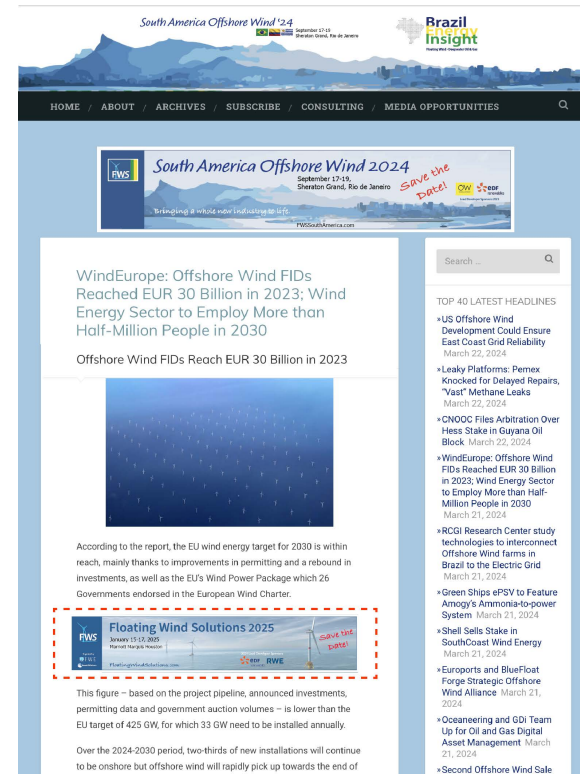 South America Offshore Wind '24
September 17-19
Sheraton Grand, Rio de Janeiro
Brazil
Energy
Insight
HOME / ABOUT / ARCHIVES / SUBSCRIBE / CONSULTING / MEDIA OPPORTUNITIES
FWS
South America Offshore Wind 2024
September 17-19,
Sheraton Grand, Rio de Janeiro
Save the
Date!
OW
edf
renewables
Bringing a whole new industry to life
FWSSouthAmerica.com
WindEurope: Offshore Wind FIDs
Reached EUR 30 Billion in 2023; Wind
Energy Sector to Employ More than
Half-Million People in 2030
Offshore Wind FIDs Reach EUR 30 Billion in 2023
According to the report, the EU wind energy target for 2030 is within
reach, mainly thanks to improvements in permitting and a rebound in
investments, as well as the EU's Wind Power Package which 26
Governments endorsed in the European Wind Charter.
FWS
Floating Wind Solutions 2025
January 15-17, 2025
Marriott Marquis Houston
Save the
Date!
edf
RWE
FloatingWindSolutions.com
This figure – based on the project pipeline, announced investments,
permitting data and government auction volumes – is lower than the
EU target of 425 GW, for which 33 GW need to be installed annually.
Over the 2024-2030 period, two-thirds of new installations will continue
to be onshore but offshore wind will rapidly pick up towards the end of
Search ...
TOP 40 LATEST HEADLINES
»US Offshore Wind
Development Could Ensure
East Coast Grid Reliability
March 22, 2024
»Leaky Platforms: Pemex
Knocked for Delayed Repairs,
"Vast" Methane Leaks
March 22, 2024
»CNOOC Files Arbitration Over
Hess Stake in Guyana Oil
Block March 22, 2024
»WindEurope: Offshore Wind
FIDs Reached EUR 30 Billion
in 2023; Wind Energy Sector
to Employ More than Half-
Million People in 2030
March 21, 2024
»RCGI Research Center study
technologies to interconnect
Offshore Wind farms in
Brazil to the Electric Grid
March 21, 2024
»Green Ships ePSV to Feature
Amogy's Ammonia-to-power
System March 21, 2024
»Shell Sells Stake in
SouthCoast Wind Energy
March 21, 2024
»Euroports and BlueFloat
Forge Strategic Offshore
Wind Alliance March 21,
2024
»Oceaneering and GDi Team
Up for Oil and Gas Digital
Asset Management March
21, 2024
»Second Offshore Wind Sale